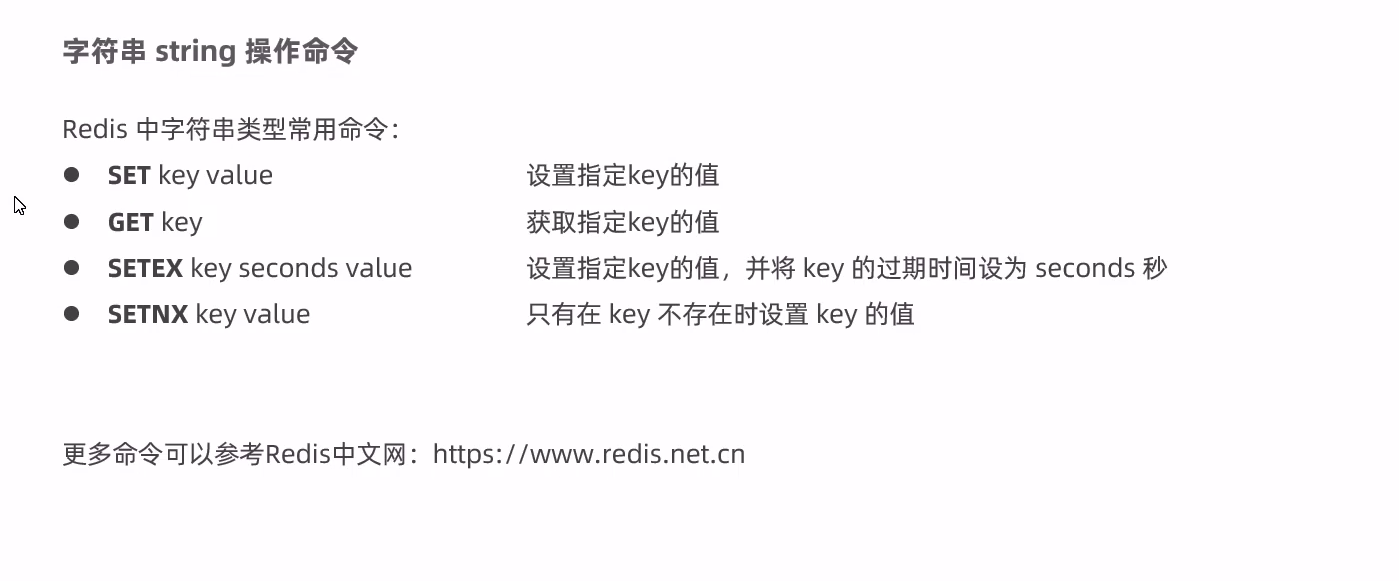 字符串 string 操作命令
Redis 中字符串类型常用命令：
● SET key value 设置指定key的值
● GET key 获取指定key的值
● SETEX key seconds value 设置指定key的值，并将 key 的过期时间设为 seconds 秒
● SETNX key value 只有在 key 不存在时设置 key 的值
更多命令可以参考Redis中文网：https://www.redis.net.cn